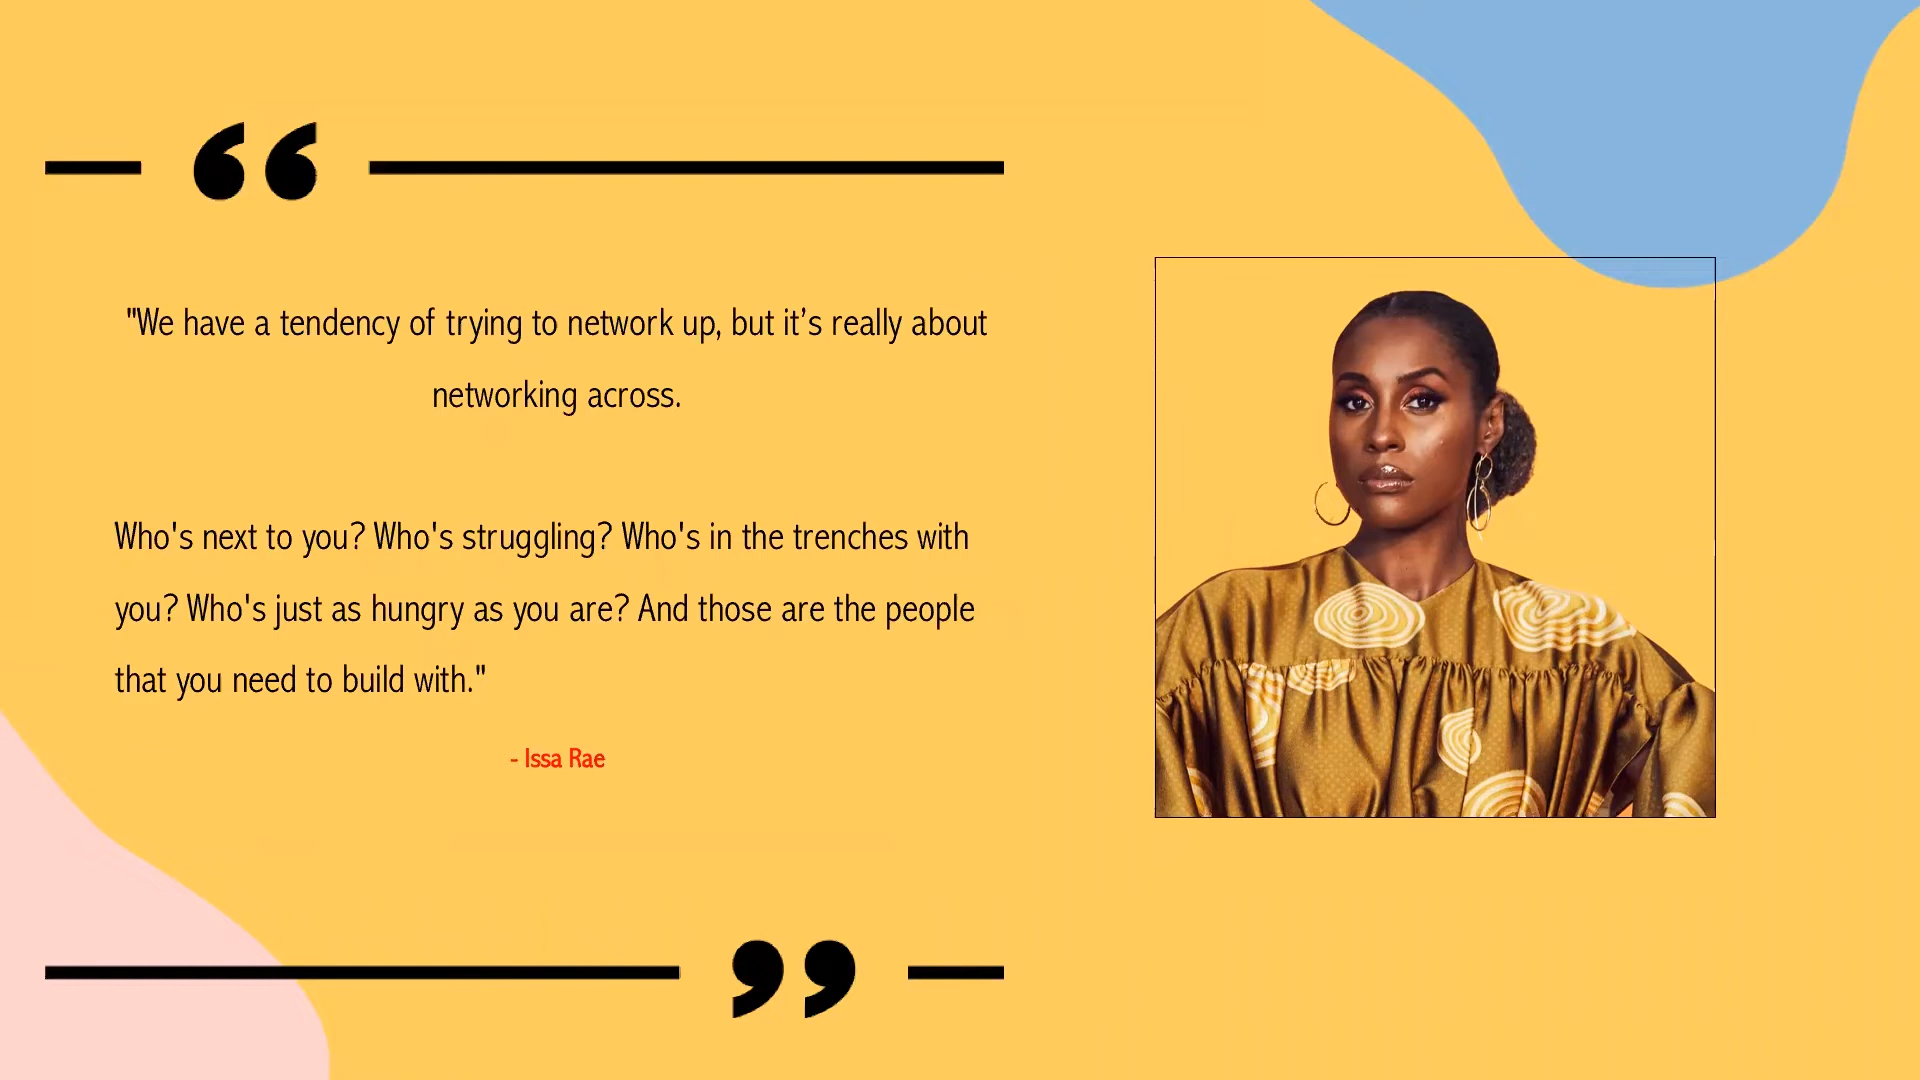 "We have a tendency of trying to network up, but it’s really about
networking across.
Who's next to you? Who's struggling? Who's in the trenches with
you? Who's just as hungry as you are? And those are the people
that you need to build with."
- Issa Rae